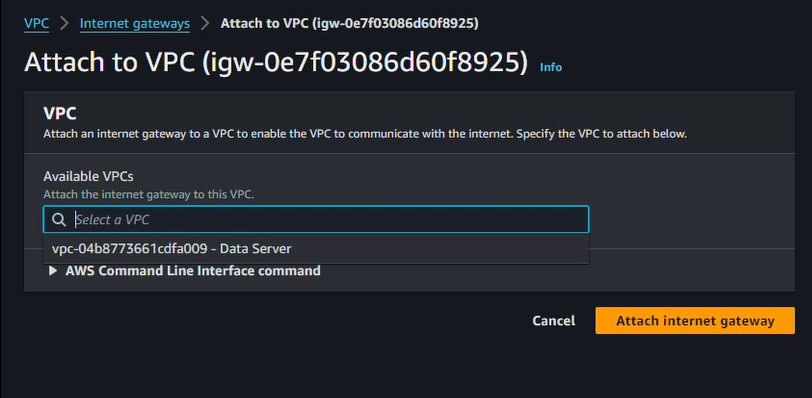 VPC > Internet gateways > Attach to VPC (igw-0e7f03086d60f8925)
Attach to VPC (igw-0e7f03086d60f8925) Info
VPC
Attach an internet gateway to a VPC to enable the VPC to communicate with the internet. Specify the VPC to attach below.
Available VPCs
Attach the internet gateway to this VPC.
Select a VPC
vpc-04b8773661cdfa009 - Data Server
AWS Command Line Interface command
Cancel Attach internet gateway